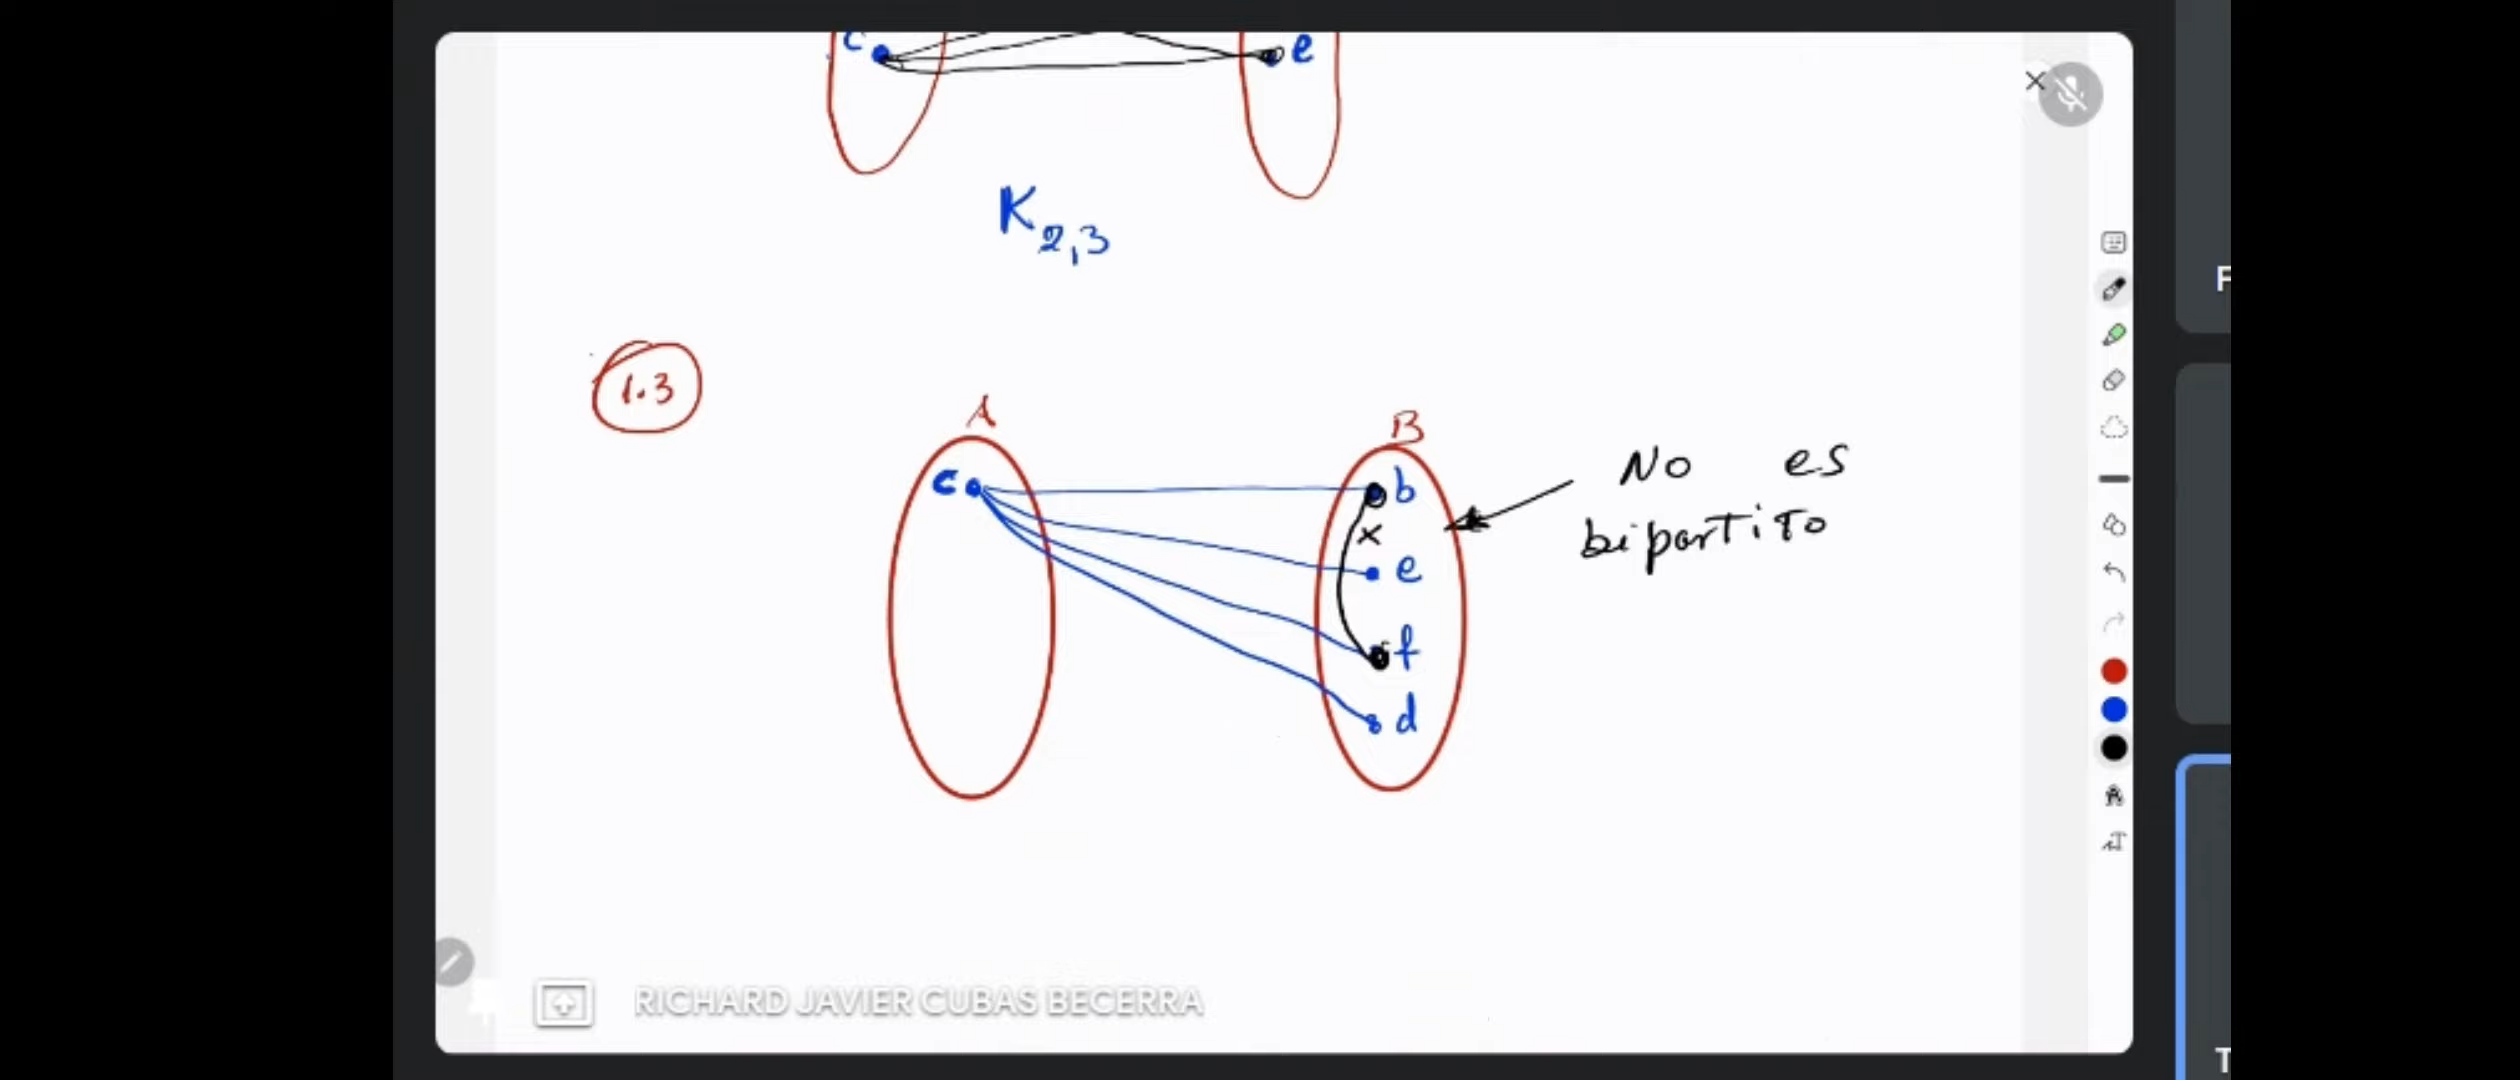 c e
K2,3
1.3
A B
c b
e
f
d
x
No es
bipartito
RICHARD JAVIER CUBAS BECERRA
F
T